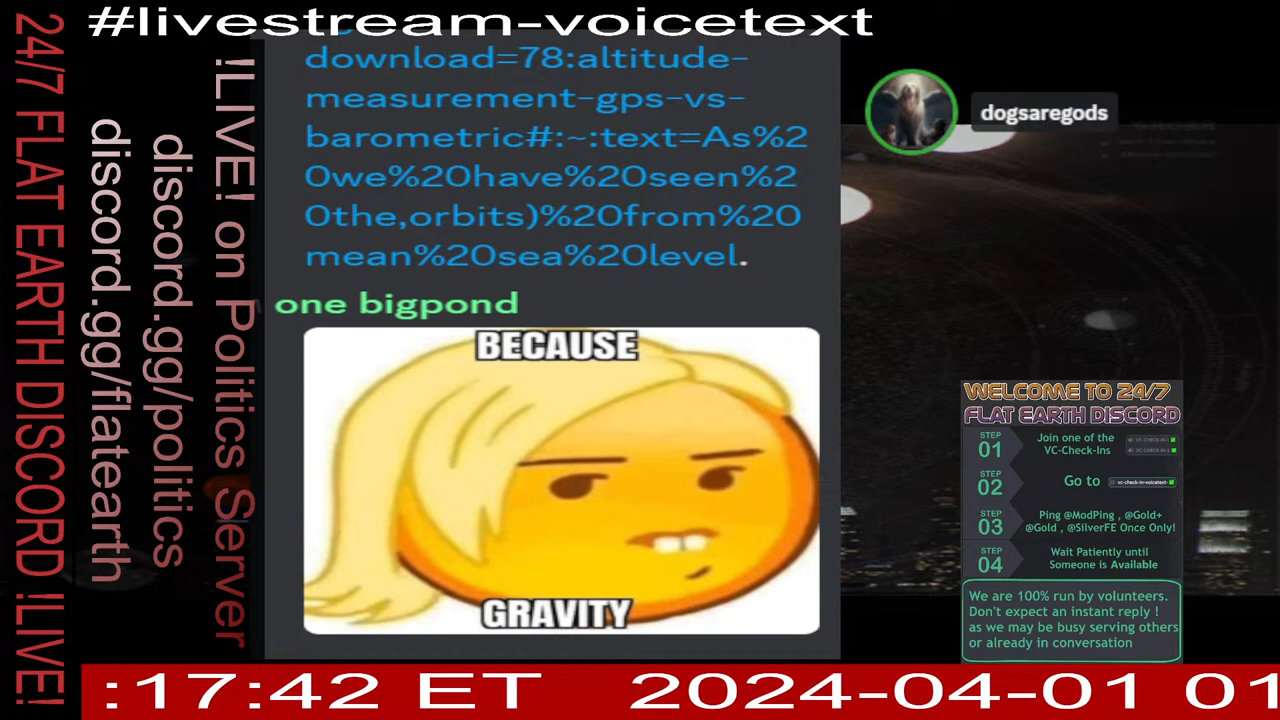 #livestream-voicetext
24/7 FLAT EARTH DISCORD !LIVE!
discord.gg/flatearth
discord.gg/politics
!LIVE! on Politics Server
download=78:altitude-
measurement-gps-vs-
barometric#:~:text=As%2
0we%20have%20seen%2
0the,orbits)%20from%20
mean%20sea%20level.
one bigpond
BECAUSE
GRAVITY
dogsaregods
WELCOME TO 24/7
FLAT EARTH DISCORD
STEP
01
Join one of the
VC-Check-Ins
STEP
02
Go to
vc-check-in-voicetext-
STEP
03
Ping @ModPing , @Gold+
@Gold , @SilverFE Once Only!
STEP
04
Wait Patiently until
Someone is Available
We are 100% run by volunteers.
Don't expect an instant reply !
as we may be busy serving others
or already in conversation
:17:42 ET 2024-04-01 01